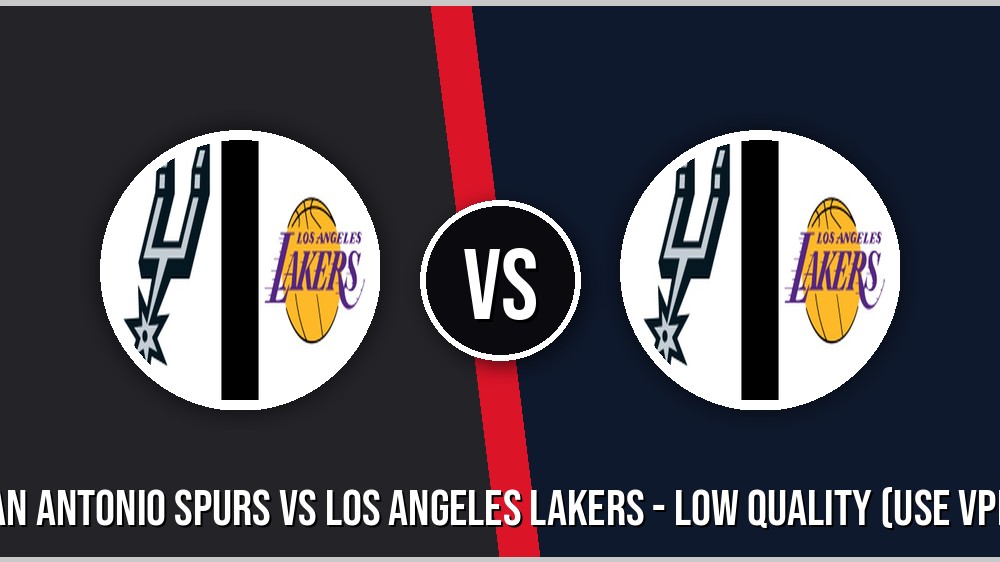 LOS ANGELES
LAKERS
VS
LOS ANGELES
LAKERS
AN ANTONIO SPURS VS LOS ANGELES LAKERS - LOW QUALITY (USE VP